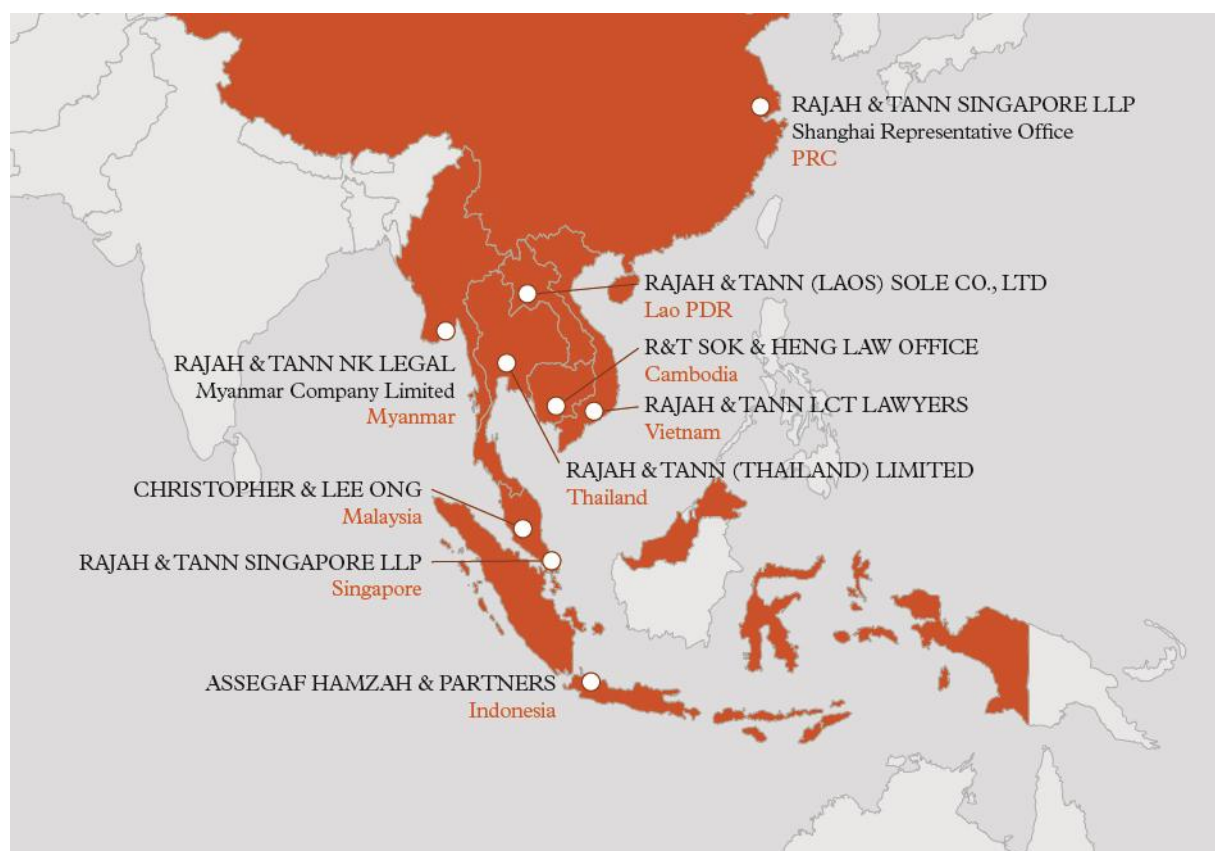 RAJAH & TANN SINGAPORE LLP
Shanghai Representative Office
PRC
RAJAH & TANN (LAOS) SOLE CO., LTD
Lao PDR
RAJAH & TANN NK LEGAL
Myanmar Company Limited
Myanmar
R&T SOK & HENG LAW OFFICE
Cambodia
RAJAH & TANN LCT LAWYERS
Vietnam
RAJAH & TANN (THAILAND) LIMITED
Thailand
CHRISTOPHER & LEE ONG
Malaysia
RAJAH & TANN SINGAPORE LLP
Singapore
ASSEGAF HAMZAH & PARTNERS
Indonesia